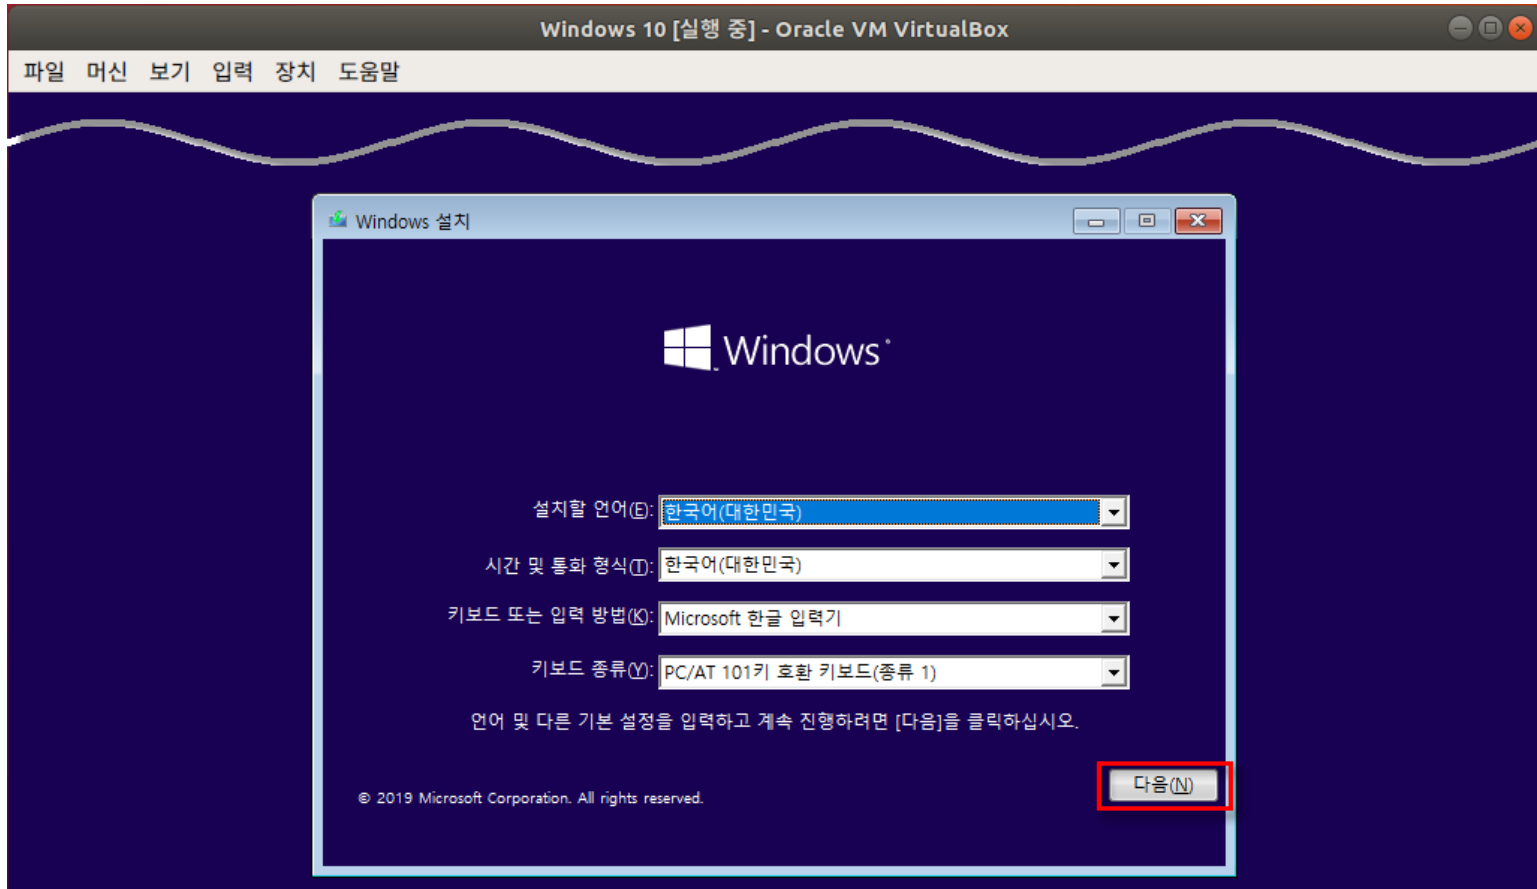 Windows 10 [실행 중] - Oracle VM VirtualBox
파일 머신 보기 입력 장치 도움말
Windows 설치
Windows
설치할 언어(E): 한국어(대한민국)
시간 및 통화 형식(T): 한국어(대한민국)
키보드 또는 입력 방법(K): Microsoft 한글 입력기
키보드 종류(Y): PC/AT 101키 호환 키보드(종류 1)
언어 및 다른 기본 설정을 입력하고 계속 진행하려면 [다음]을 클릭하십시오.
다음(N)
© 2019 Microsoft Corporation. All rights reserved.